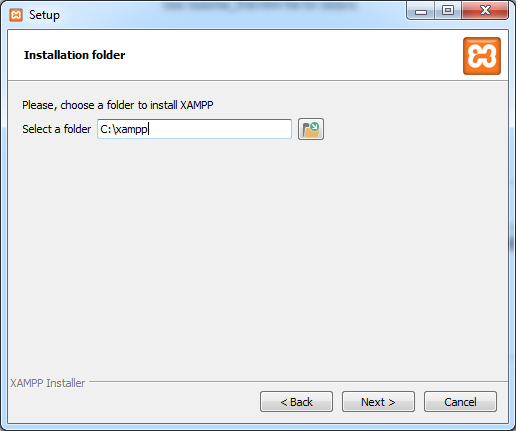 Setup
Installation folder
Please, choose a folder to install XAMPP
Select a folder C:\xampp
XAMPP Installer
< Back Next > Cancel